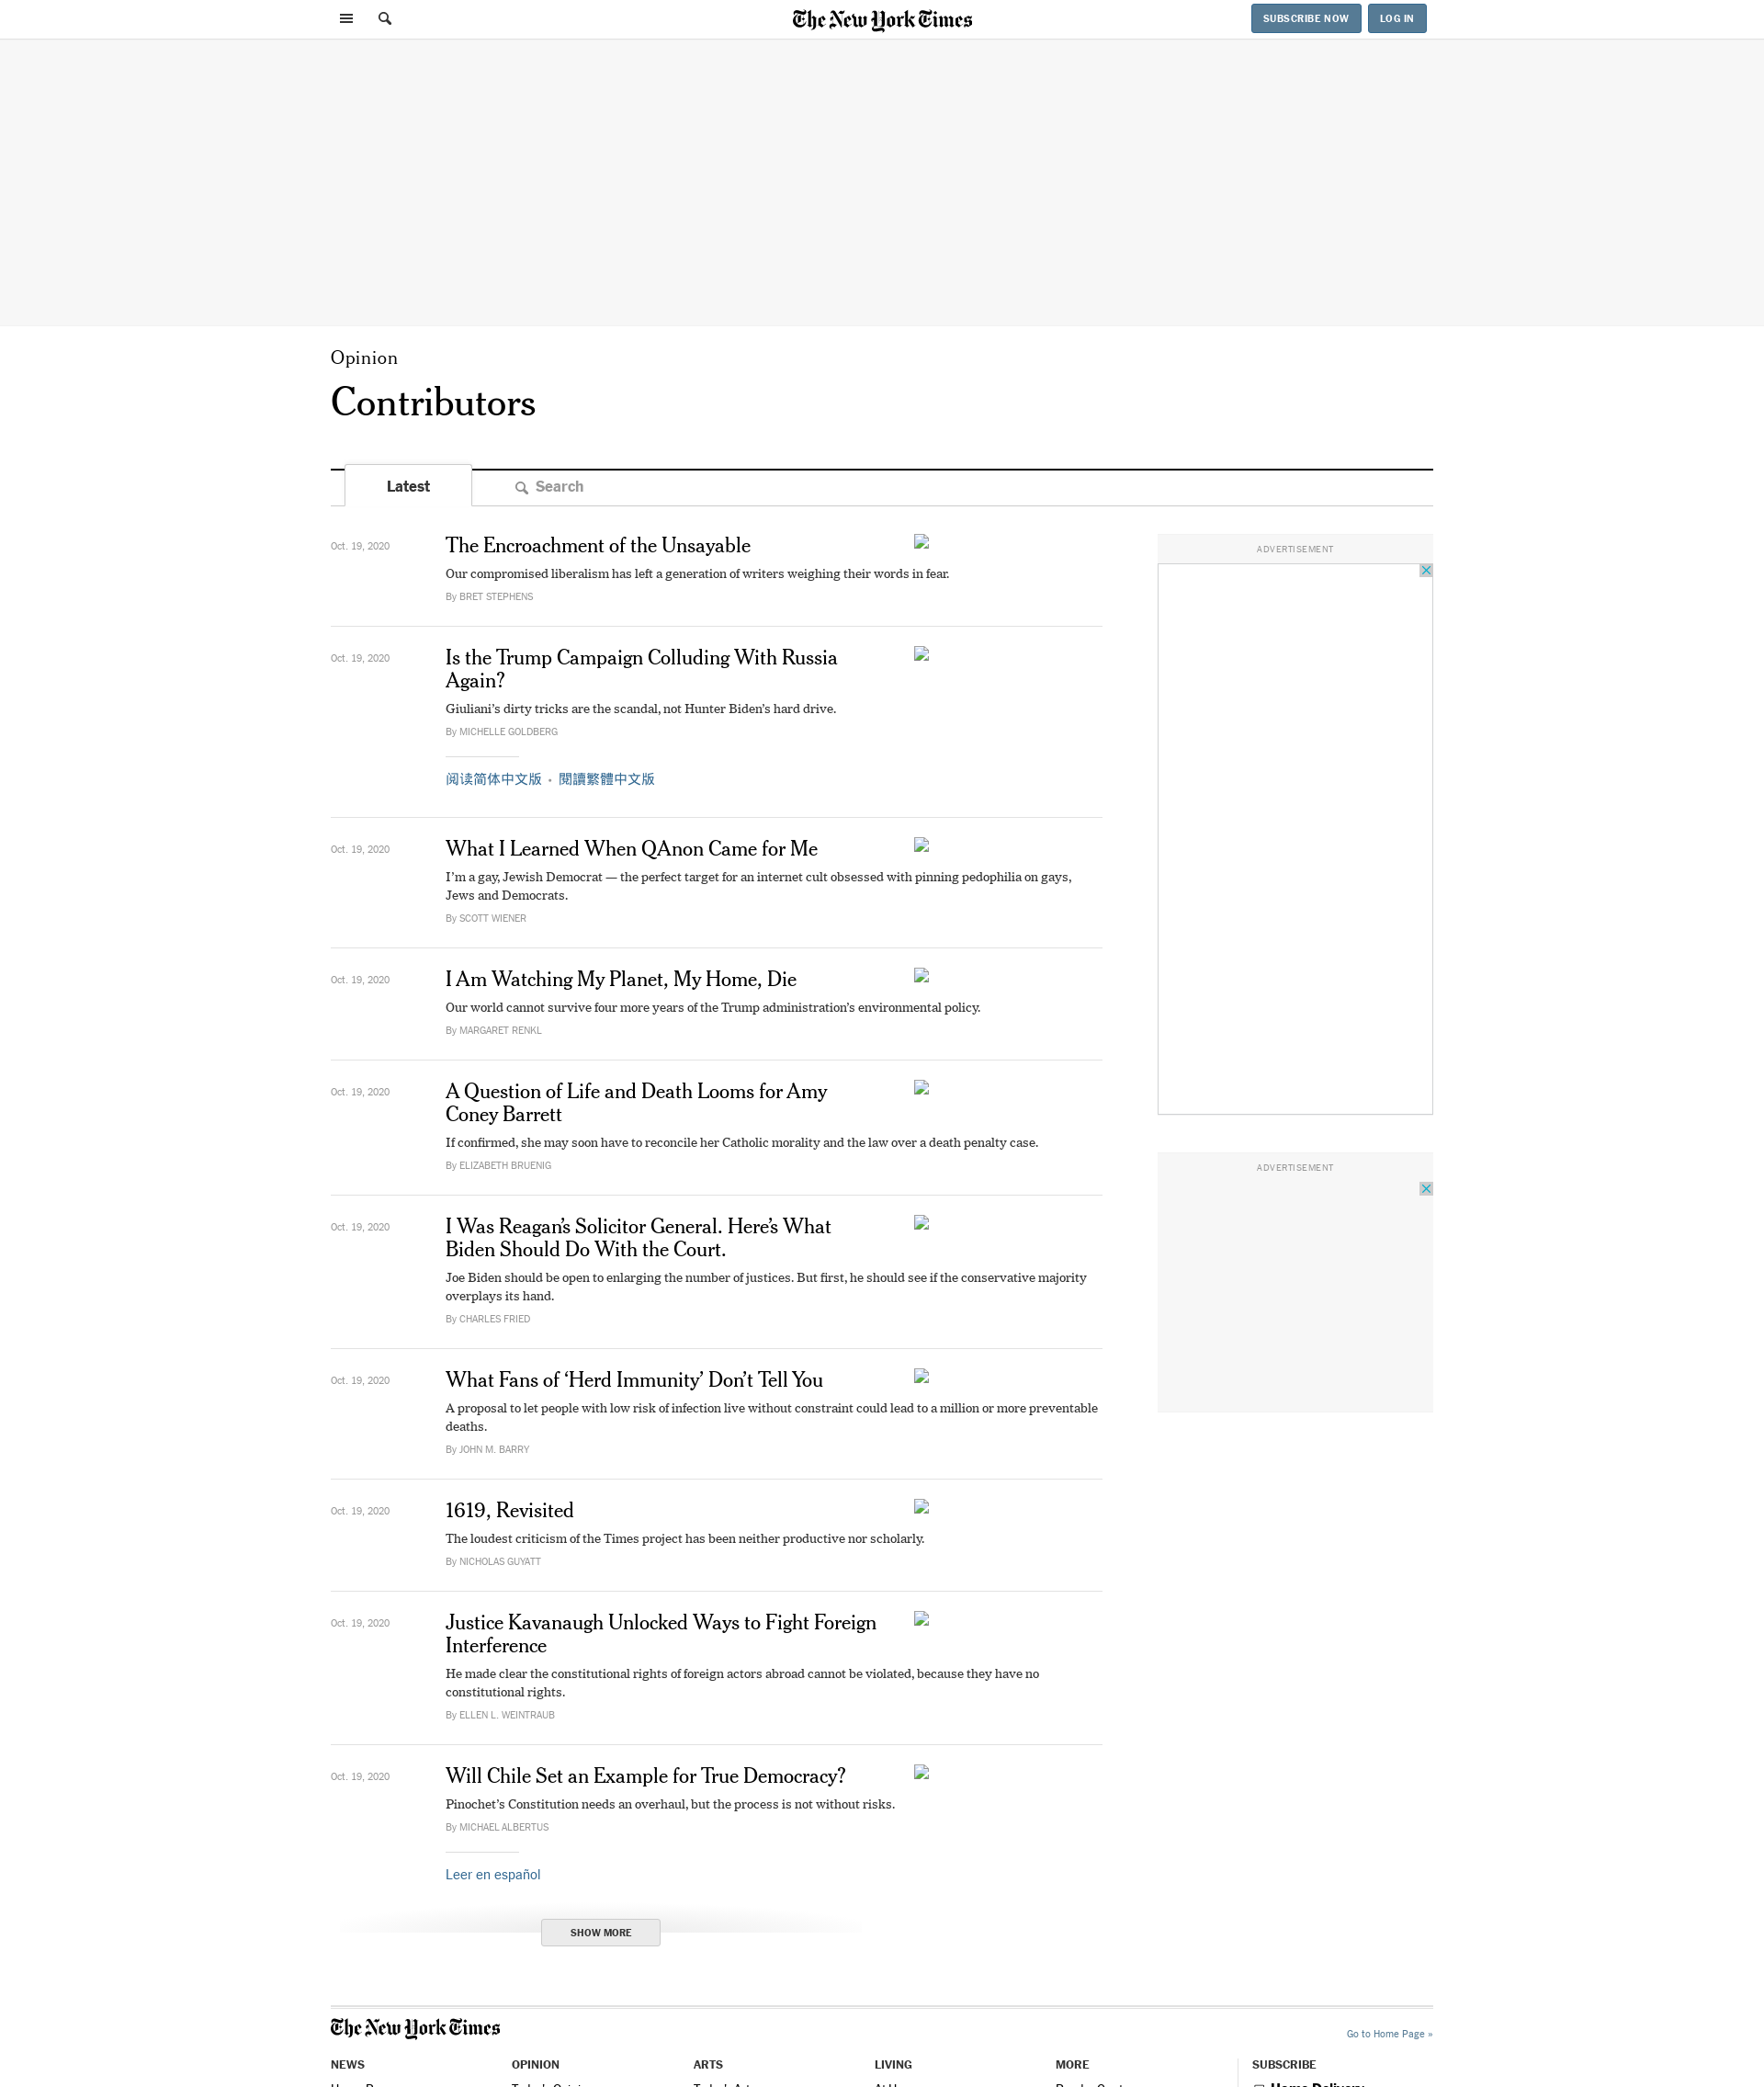 The New York Times
SUBSCRIBE NOW
LOG IN
Opinion
Contributors
Latest
Search
Oct. 19, 2020
The Encroachment of the Unsayable
Our compromised liberalism has left a generation of writers weighing their words in fear.
By BRET STEPHENS
Oct. 19, 2020
Is the Trump Campaign Colluding With Russia
Again?
Giuliani’s dirty tricks are the scandal, not Hunter Biden’s hard drive.
By MICHELLE GOLDBERG
阅读简体中文版 • 閱讀繁體中文版
Oct. 19, 2020
What I Learned When QAnon Came for Me
I’m a gay, Jewish Democrat — the perfect target for an internet cult obsessed with pinning pedophilia on gays,
Jews and Democrats.
By SCOTT WIENER
Oct. 19, 2020
I Am Watching My Planet, My Home, Die
Our world cannot survive four more years of the Trump administration’s environmental policy.
By MARGARET RENKL
Oct. 19, 2020
A Question of Life and Death Looms for Amy
Coney Barrett
If confirmed, she may soon have to reconcile her Catholic morality and the law over a death penalty case.
By ELIZABETH BRUENIG
Oct. 19, 2020
I Was Reagan’s Solicitor General. Here’s What
Biden Should Do With the Court.
Joe Biden should be open to enlarging the number of justices. But first, he should see if the conservative majority
overplays its hand.
By CHARLES FRIED
Oct. 19, 2020
What Fans of ‘Herd Immunity’ Don’t Tell You
A proposal to let people with low risk of infection live without constraint could lead to a million or more preventable
deaths.
By JOHN M. BARRY
Oct. 19, 2020
1619, Revisited
The loudest criticism of the Times project has been neither productive nor scholarly.
By NICHOLAS GUYATT
Oct. 19, 2020
Justice Kavanaugh Unlocked Ways to Fight Foreign
Interference
He made clear the constitutional rights of foreign actors abroad cannot be violated, because they have no
constitutional rights.
By ELLEN L. WEINTRAUB
Oct. 19, 2020
Will Chile Set an Example for True Democracy?
Pinochet’s Constitution needs an overhaul, but the process is not without risks.
By MICHAEL ALBERTUS
Leer en español
SHOW MORE
ADVERTISEMENT
ADVERTISEMENT
The New York Times
Go to Home Page »
NEWS
OPINION
ARTS
LIVING
MORE
SUBSCRIBE